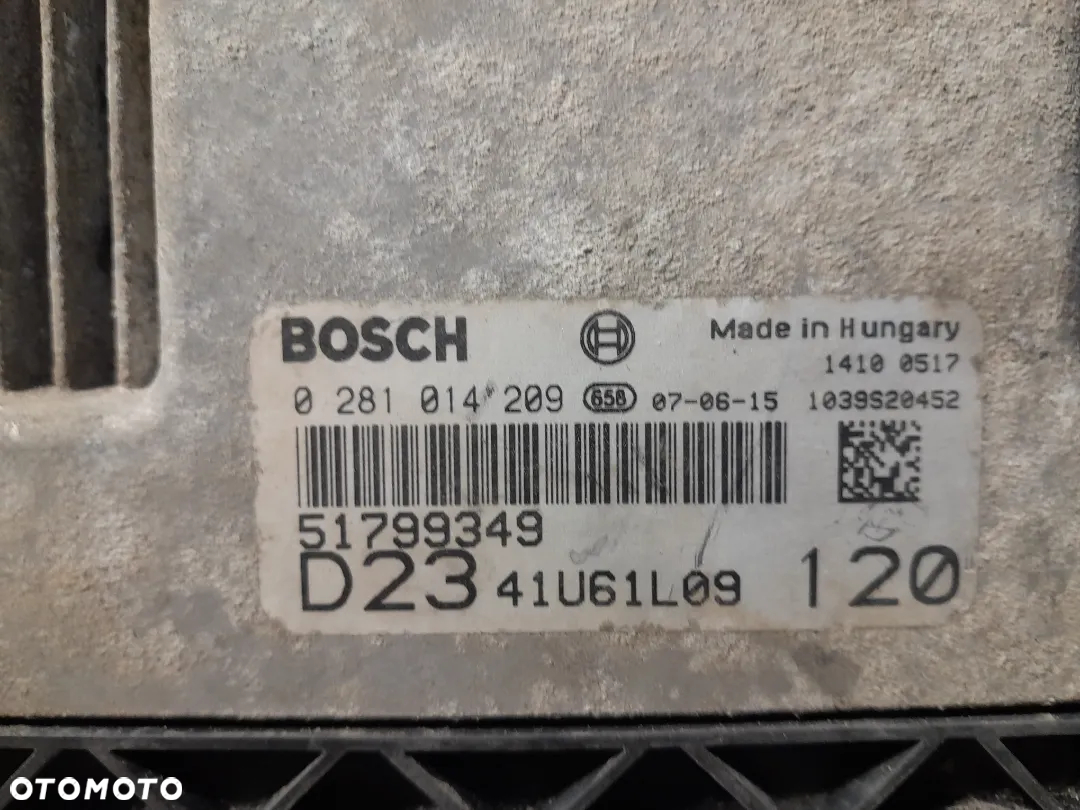 BOSCH Made in Hungary
1410 0517
0 281 014 209 658 07-06-15 1039S20452
51799349
D23 41U61L09 120
OTOMOTO